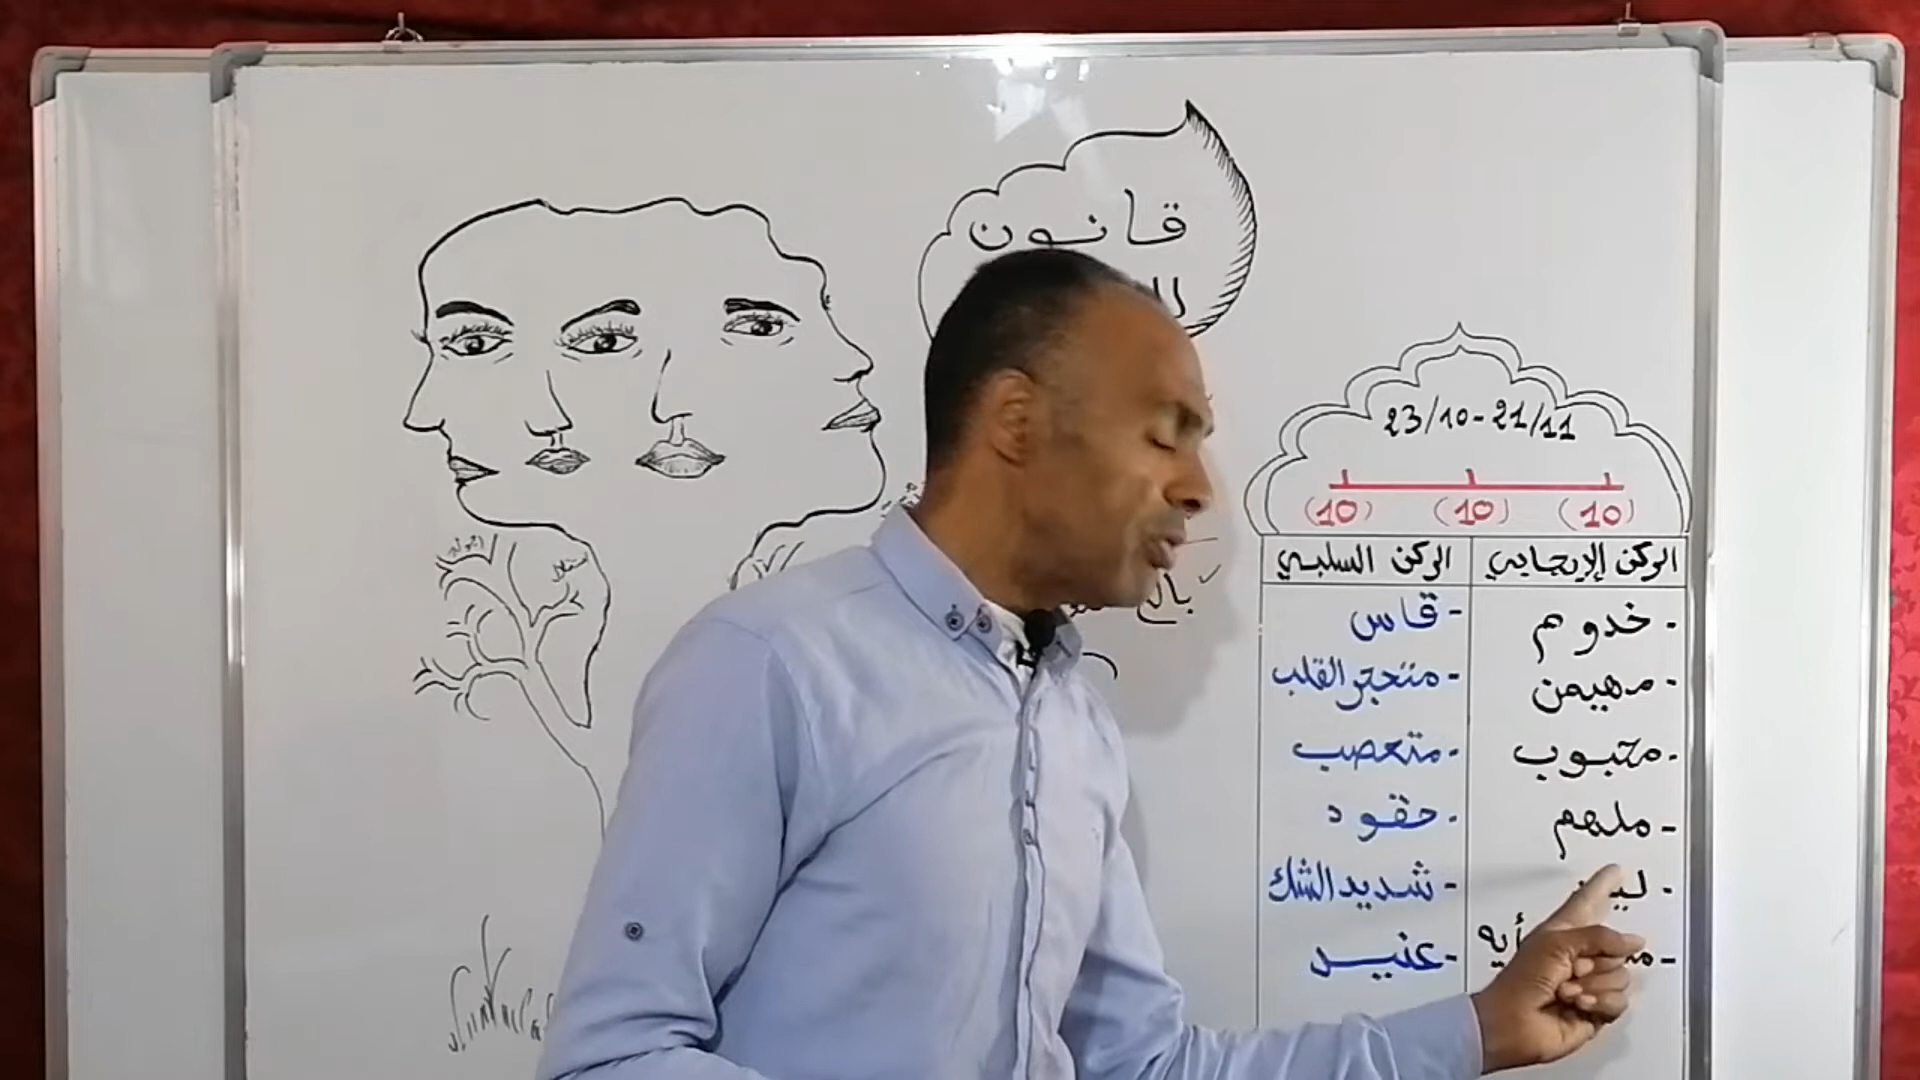 قانون
23/10-21/11
(10) (10) (10)
الركن الإيجابي
الركن السلبي
. خدوم
- قاس
- مهيمن
- متحجّر القلب
. محبوب
. متعصب
- ملهم
. حقود
- شديد الشك
- عنيد